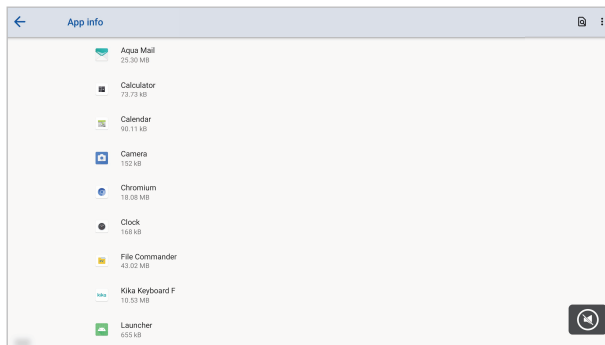 App info
Aqua Mail
25.30 MB
Calculator
73.73 kB
Calendar
90.11 kB
Camera
152 kB
Chromium
18.08 MB
Clock
168 kB
File Commander
43.02 MB
kika
Kika Keyboard F
10.53 MB
Launcher
655 kB